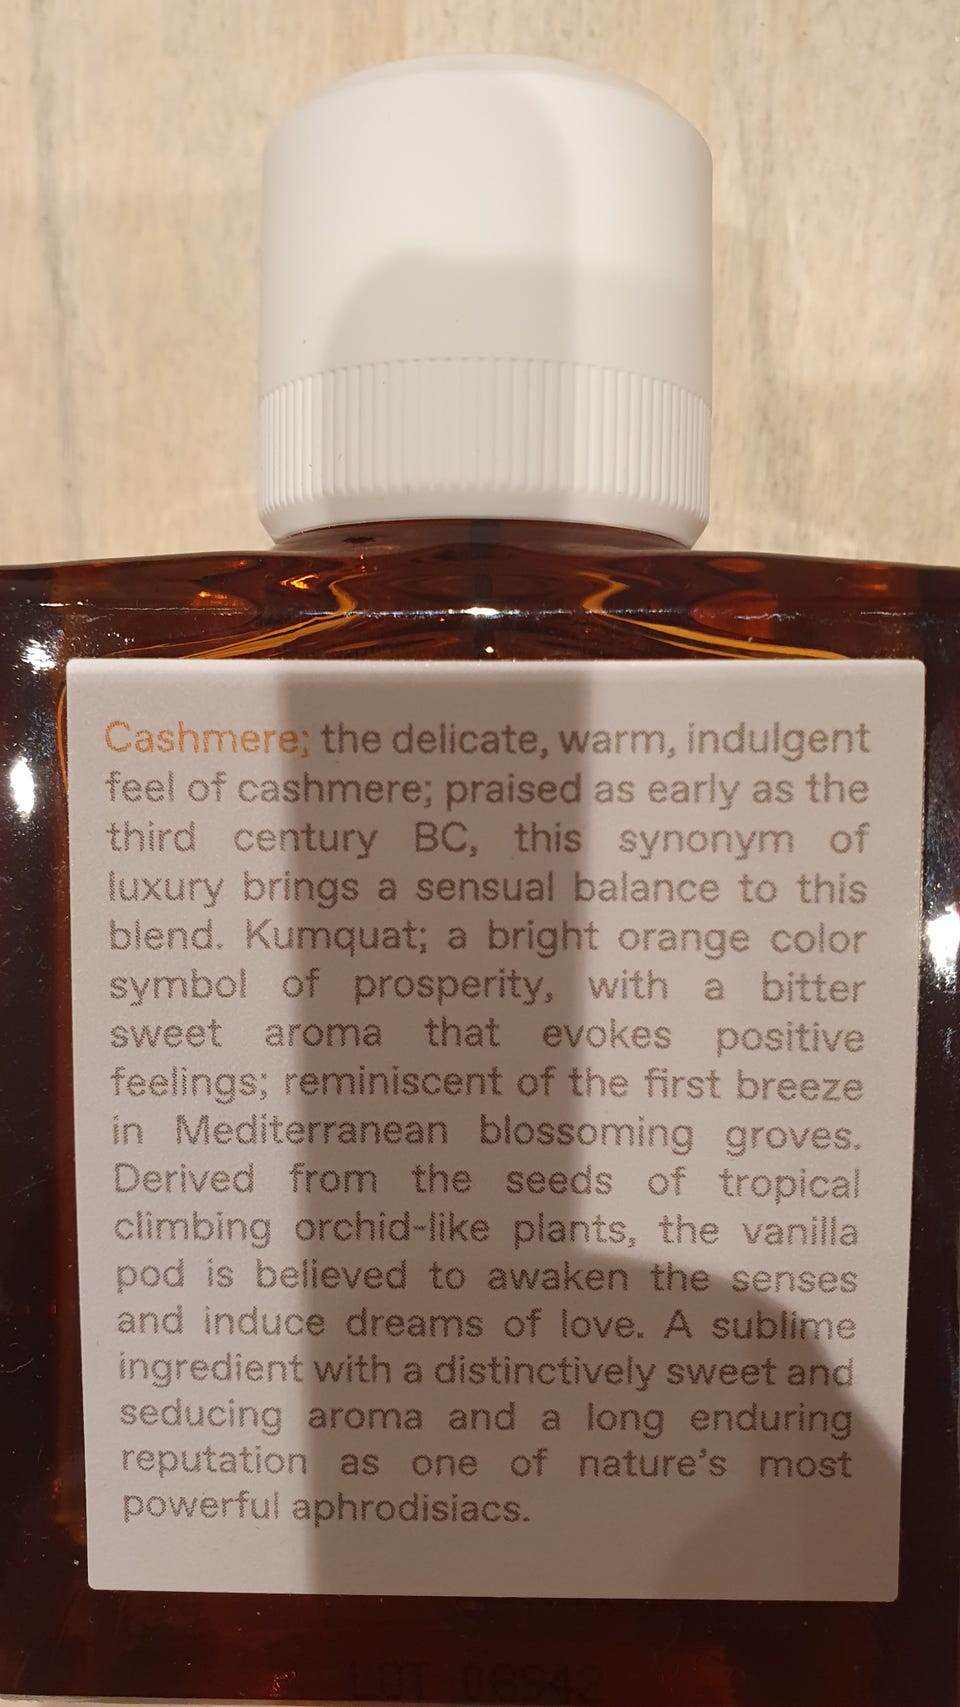 Cashmere; the delicate, warm, indulgent
feel of cashmere; praised as early as the
third century BC, this synonym of
luxury brings a sensual balance to this
blend. Kumquat; a bright orange color
symbol of prosperity, with a bitter
sweet aroma that evokes positive
feelings; reminiscent of the first breeze
in Mediterranean blossoming groves.
Derived from the seeds of tropical
climbing orchid-like plants, the vanilla
pod is believed to awaken the senses
and induce dreams of love. A sublime
ingredient with a distinctively sweet and
seducing aroma and a long enduring
reputation as one of nature's most
powerful aphrodisiacs.
LOT